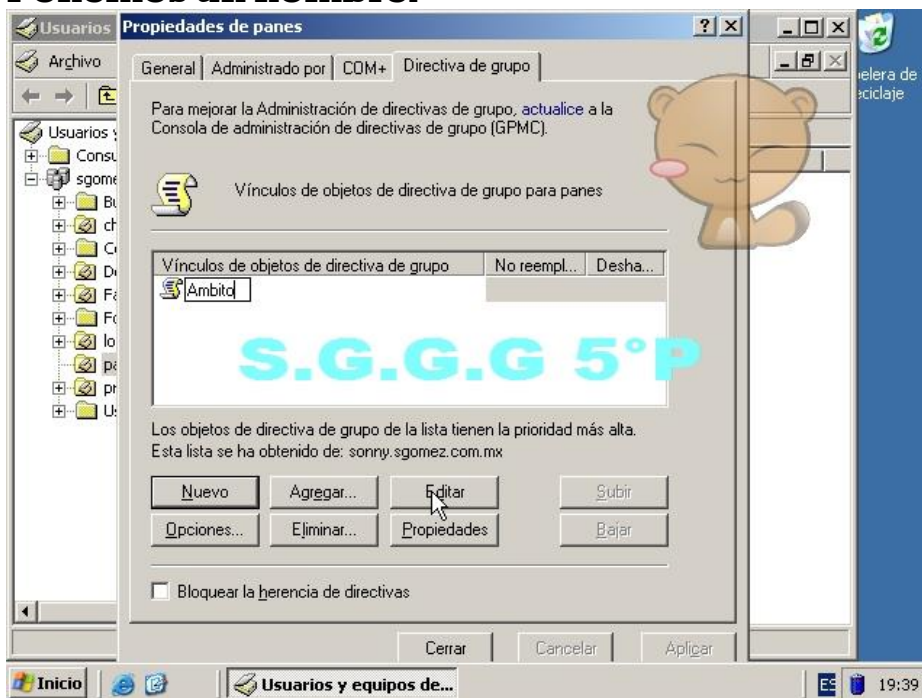 Ponemos un nombre.
Usuarios
Propiedades de panes
Archivo
General
Administrado por
COM+
Directiva de grupo
Para mejorar la Administración de directivas de grupo, actualice a la
Consola de administración de directivas de grupo (GPMC).
Usuarios
Vínculos de objetos de directiva de grupo para panes
Vínculos de objetos de directiva de grupo
No reempl...
Desha...
Ambito
S.G.G.G 5°P
Los objetos de directiva de grupo de la lista tienen la prioridad más alta.
Esta lista se ha obtenido de: sonny.sgomez.com.mx
Nuevo
Agregar...
Editar
Subir
Opciones...
Eliminar...
Propiedades
Bajar
Bloquear la herencia de directivas
Cerrar
Cancelar
Aplicar
Inicio
Usuarios y equipos de...
ES
19:39